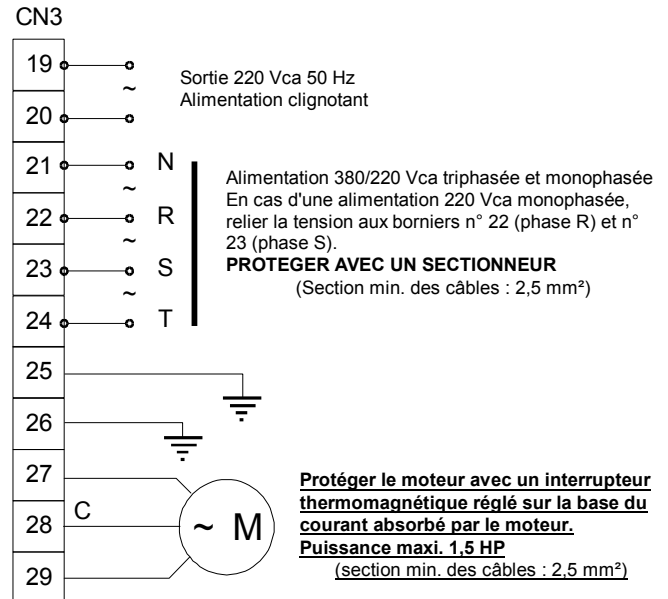 CN3
19
~
Sortie 220 Vca 50 Hz
Alimentation clignotant
20
21 N
~
22 R
~
23 S
~
24 T
Alimentation 380/220 Vca triphasée et monophasée
En cas d'une alimentation 220 Vca monophasée,
relier la tension aux borniers n° 22 (phase R) et n°
23 (phase S).
PROTEGER AVEC UN SECTIONNEUR
(Section min. des câbles : 2,5 mm²)
25
26
27
28 C
29
~ M
Protéger le moteur avec un interrupteur
thermomagnétique réglé sur la base du
courant absorbé par le moteur.
Puissance maxi. 1,5 HP
(section min. des câbles : 2,5 mm²)